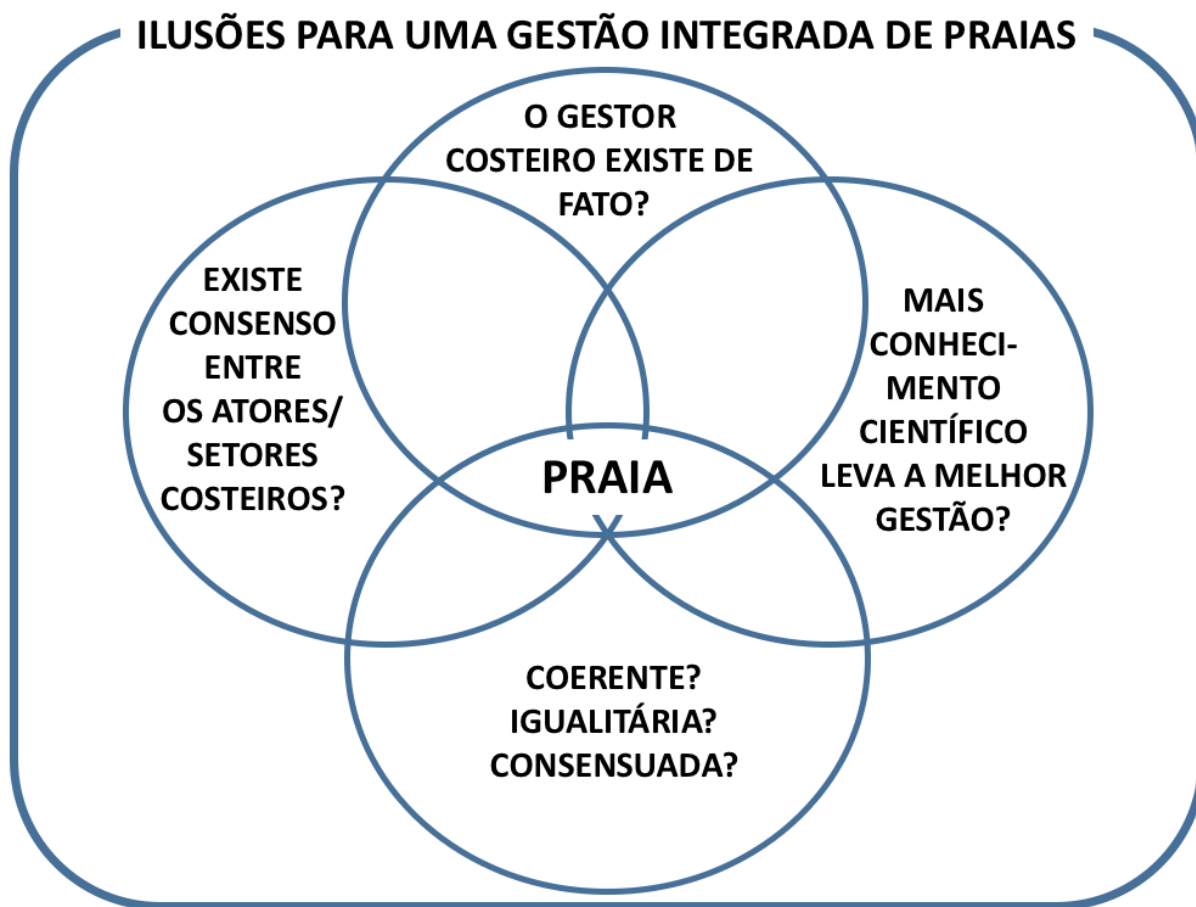 ILUSÕES PARA UMA GESTÃO INTEGRADA DE PRAIAS
O GESTOR
COSTEIRO EXISTE DE
FATO?
EXISTE
CONSENSO
ENTRE
OS ATORES/
SETORES
COSTEIROS?
MAIS
CONHECI-
MENTO
CIENTÍFICO
LEVA A MELHOR
GESTÃO?
PRAIA
COERENTE?
IGUALITÁRIA?
CONSENSUADA?